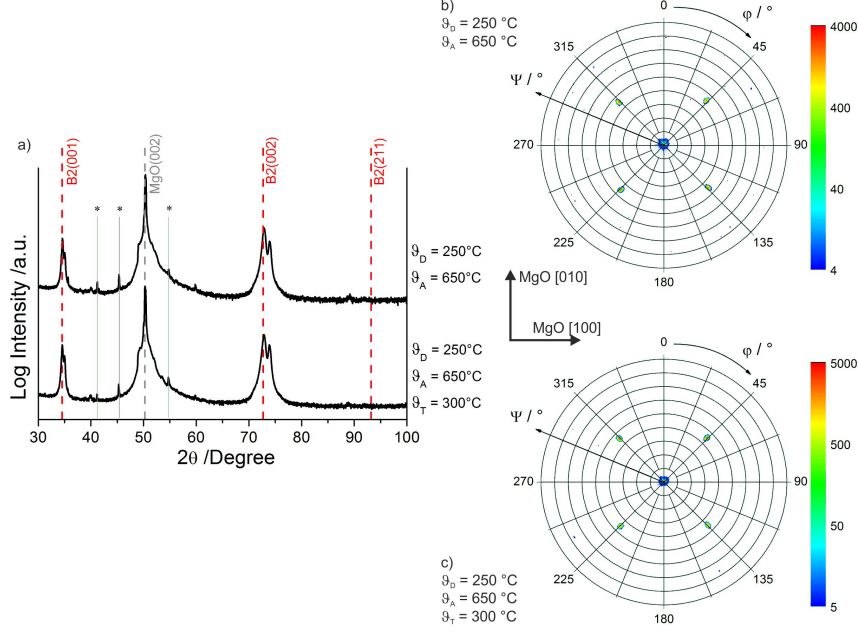 a)
Log Intensity /a.u.
B2(001)
MgO(002)
B2(002)
B2(211)
* * *
ϑD = 250°C
ϑA = 650°C
ϑD = 250°C
ϑA = 650°C
ϑT = 300°C
30 40 50 60 70 80 90 100
2θ /Degree
b)
ϑD = 250 °C
ϑA = 650 °C
0
φ / °
45
90
135
180
225
270
315
Ψ / °
4000
400
40
4
MgO [010]
MgO [100]
0
φ / °
45
90
135
180
225
270
315
Ψ / °
5000
500
50
5
c)
ϑD = 250 °C
ϑA = 650 °C
ϑT = 300 °C